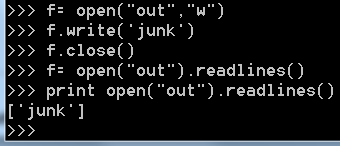 >>> f= open("out","w")
>>> f.write('junk')
>>> f.close()
>>> f= open("out").readlines()
>>> print open("out").readlines()
['junk']
>>>